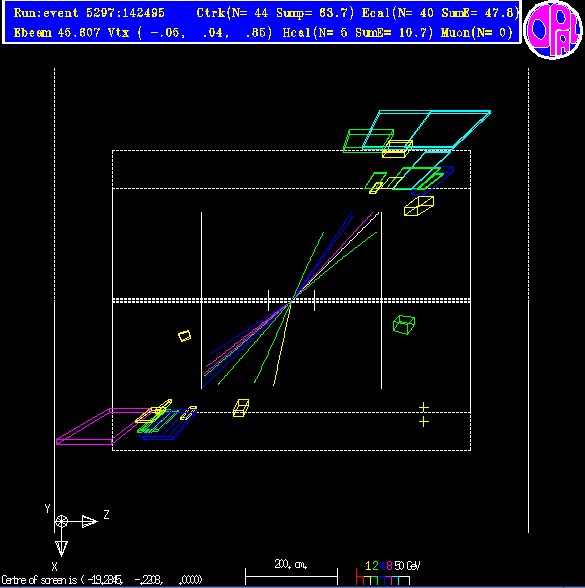 Run:event 5297:142495 Ctrk(N= 44 Sump= 63.7) Ecal(N= 40 SumE= 47.8)
Ebeam 45.607 Vtx ( -.05, .04, .85) Hcal(N= 5 SumE= 10.7) Muon(N= 0)
OPAL
Y
Z
X
200. cm.
12 4 8 50 GeV
Centre of screen is ( -19.2845, -.2208, .0000)